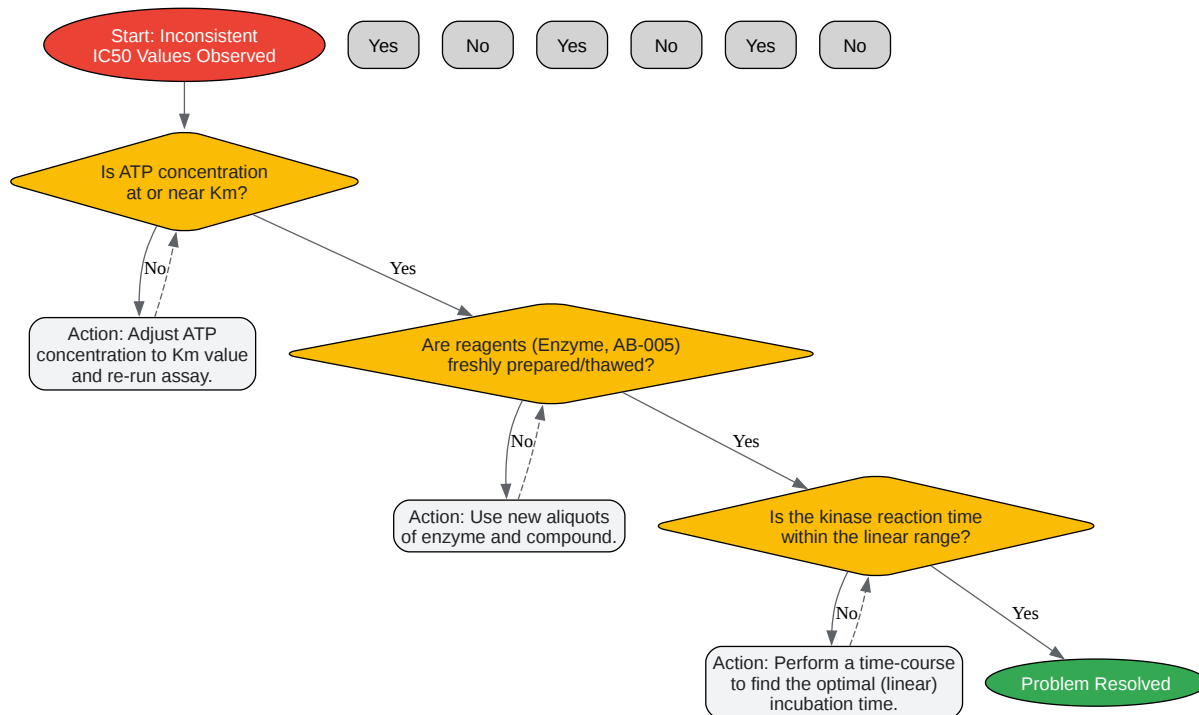 Start: Inconsistent
IC50 Values Observed
Yes
No
Yes
No
Yes
No
Is ATP concentration
at or near Km?
No
Yes
Action: Adjust ATP
concentration to Km value
and re-run assay.
Are reagents (Enzyme, AB-005)
freshly prepared/thawed?
No
Yes
Action: Use new aliquots
of enzyme and compound.
Is the kinase reaction time
within the linear range?
No
Yes
Action: Perform a time-course
to find the optimal (linear)
incubation time.
Problem Resolved